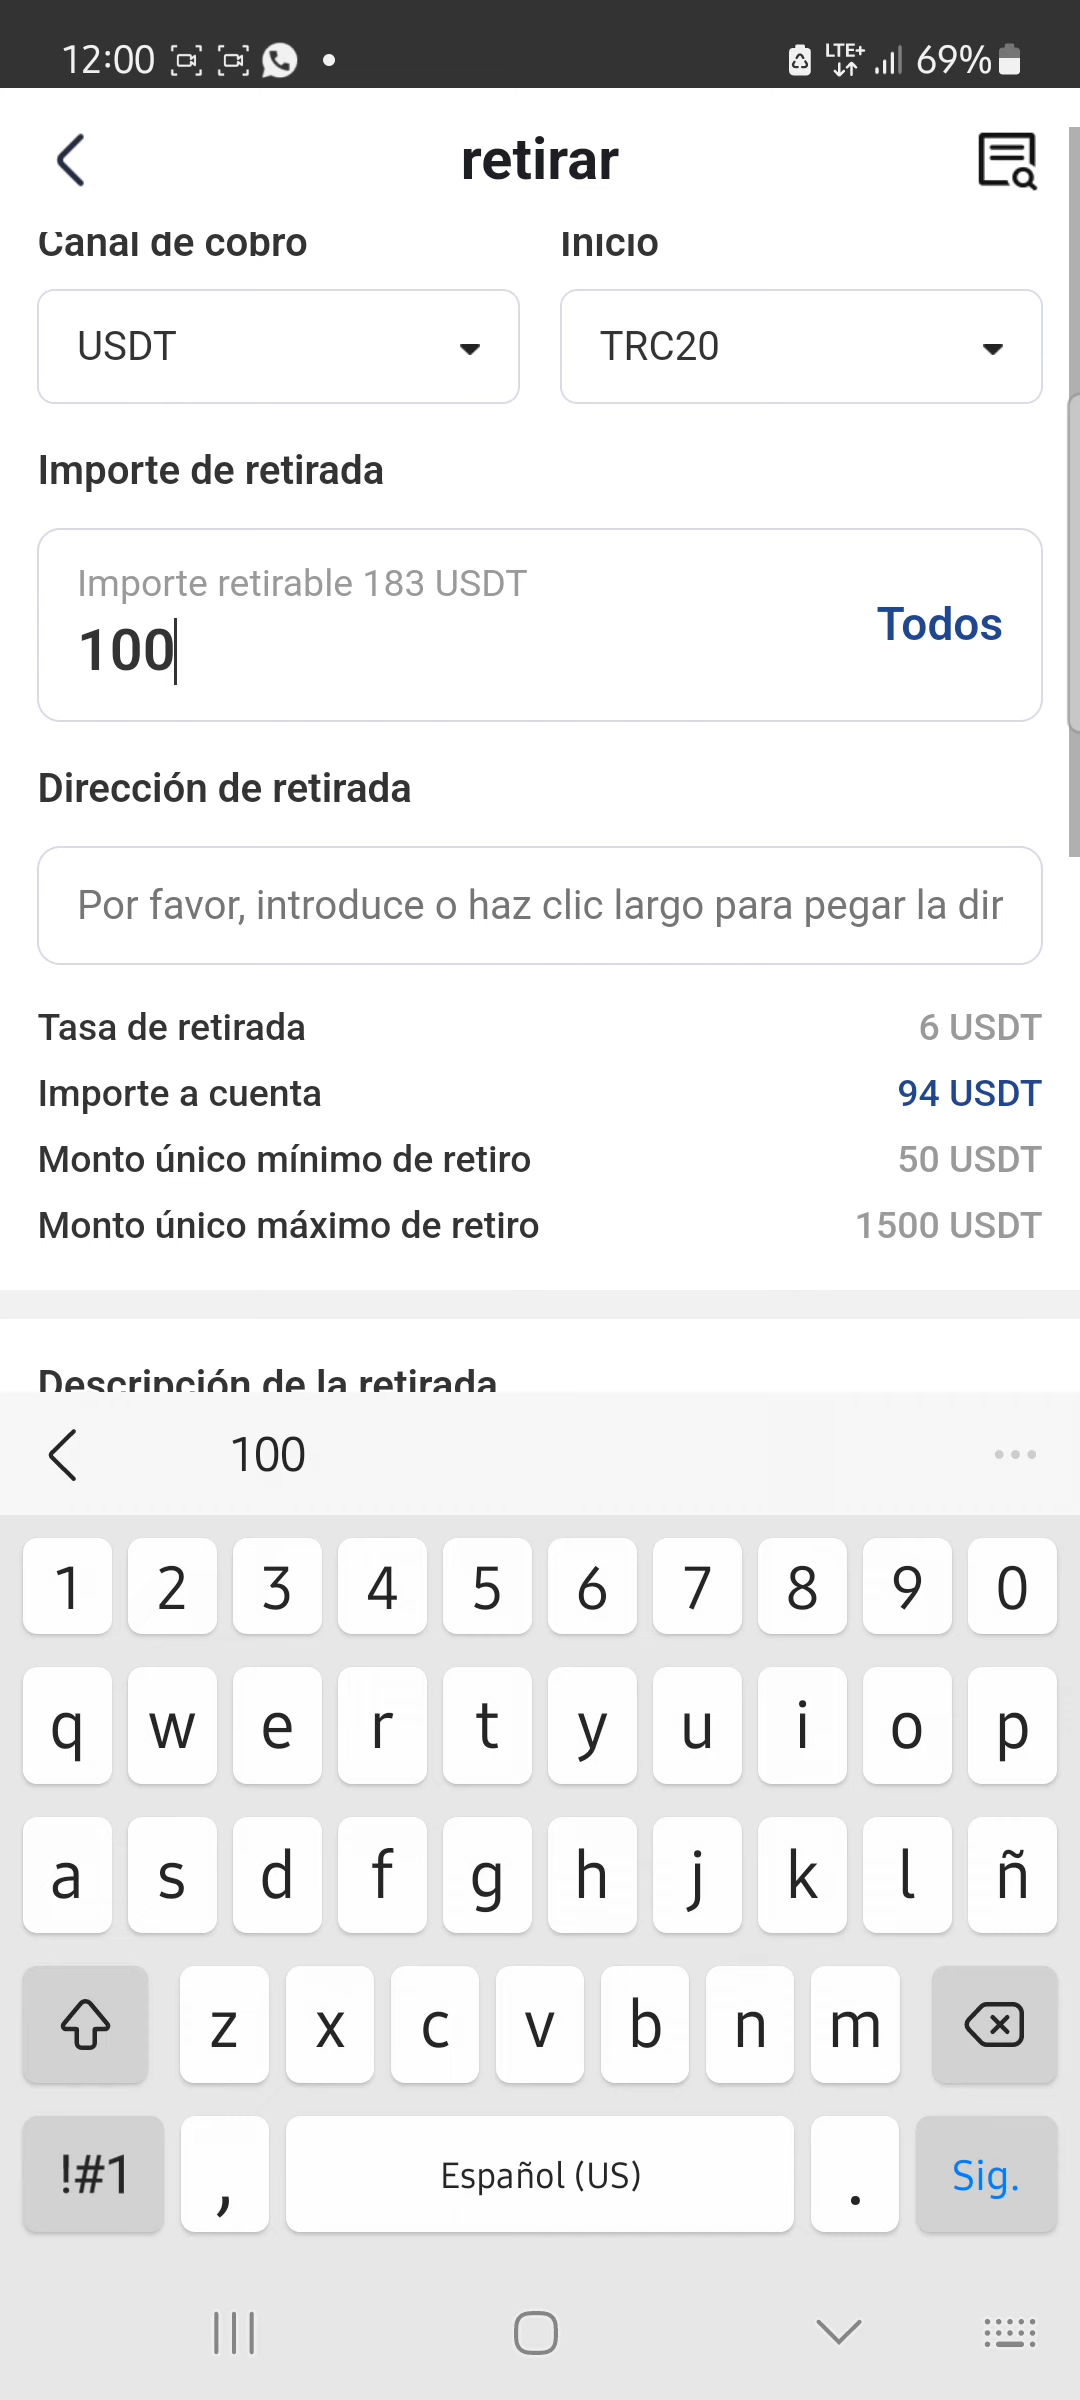 12:00
LTE+ 69%
retirar
Canal de cobro Inicio
USDT TRC20
Importe de retirada
Importe retirable 183 USDT
100 Todos
Dirección de retirada
Por favor, introduce o haz clic largo para pegar la dir
Tasa de retirada 6 USDT
Importe a cuenta 94 USDT
Monto único mínimo de retiro 50 USDT
Monto único máximo de retiro 1500 USDT
Descripción de la retirada
100
1 2 3 4 5 6 7 8 9 0
q w e r t y u i o p
a s d f g h j k l ñ
z x c v b n m
!#1 , Español (US) . Sig.